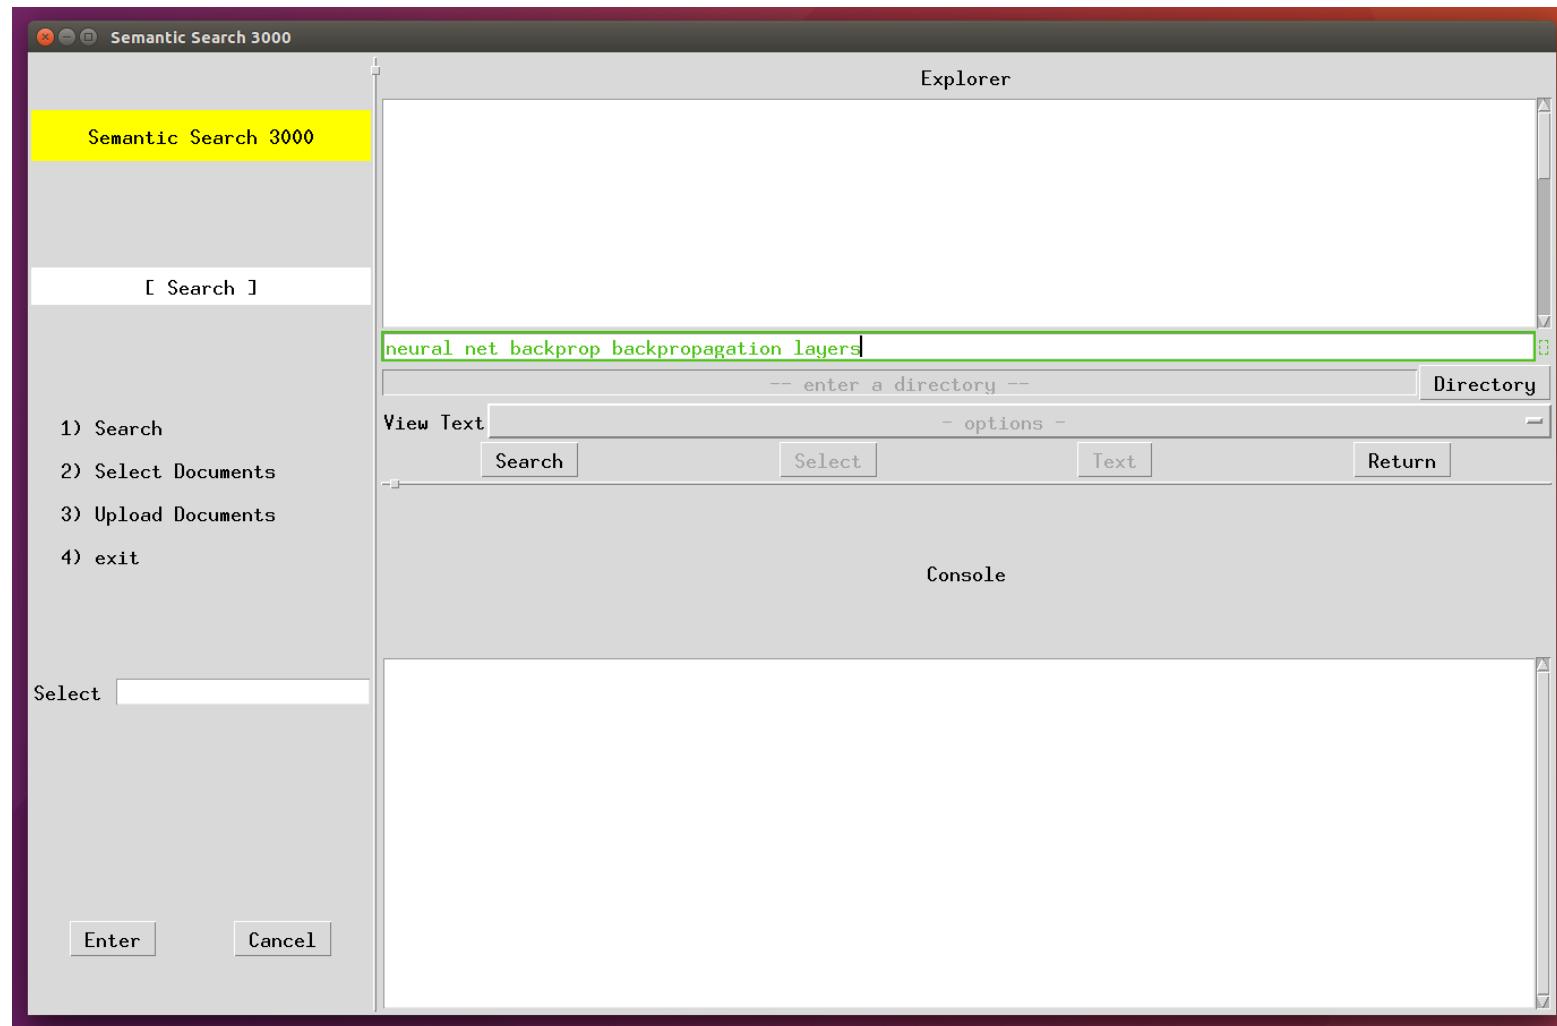 Semantic Search 3000
Semantic Search 3000
[ Search ]
1) Search
2) Select Documents
3) Upload Documents
4) exit
Select
Enter Cancel
Explorer
neural net backprop backpropagation layers
-- enter a directory -- Directory
View Text - options -
Search Select Text Return
Console